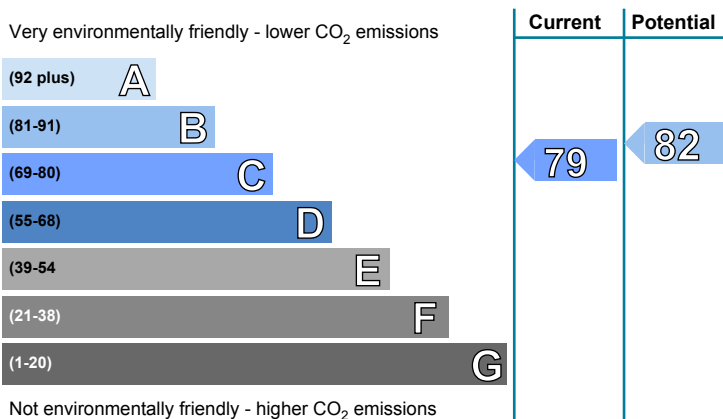 Current Potential
Very environmentally friendly - lower CO2 emissions
(92 plus) A
(81-91) B
(69-80) C
79
82
(55-68) D
(39-54 E
(21-38) F
(1-20) G
Not environmentally friendly - higher CO2 emissions